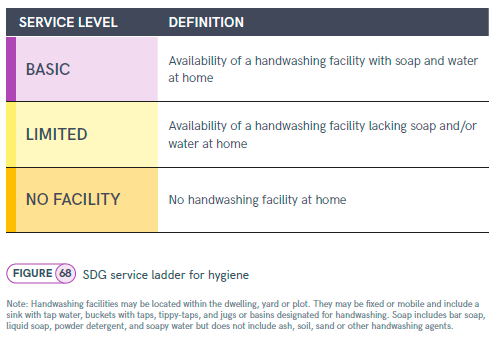 SERVICE LEVEL DEFINITION
BASIC
Availability of a handwashing facility with soap and water
at home
LIMITED
Availability of a handwashing facility lacking soap and/or
water at home
NO FACILITY
No handwashing facility at home
FIGURE 68 SDG service ladder for hygiene
Note: Handwashing facilities may be located within the dwelling, yard or plot. They may be fixed or mobile and include a
sink with tap water, buckets with taps, tippy-taps, and jugs or basins designated for handwashing. Soap includes bar soap,
liquid soap, powder detergent, and soapy water but does not include ash, soil, sand or other handwashing agents.